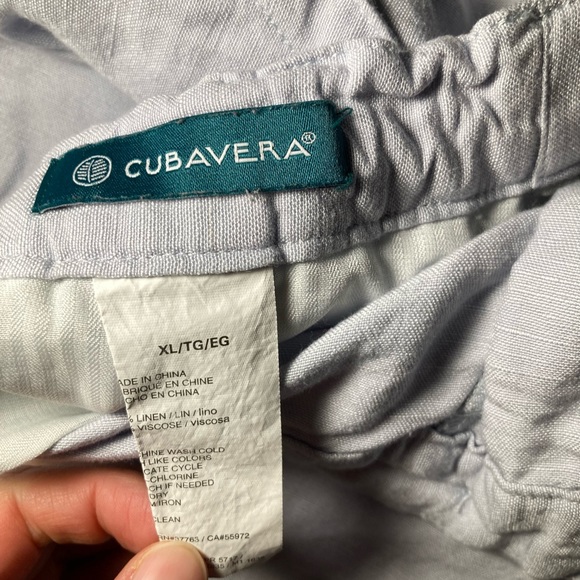 CUBAVERA®
XL/TG/EG
ADE IN CHINA
BRIQUE EN CHINE
CHO EN CHINA
LINEN / LIN / lino
VISCOSE / viscosa
HINE WASH COLD
LIKE COLORS
CATE CYCLE
CHLORINE
CH IF NEEDED
DRY
IRON
CLEAN
/ CA#55972